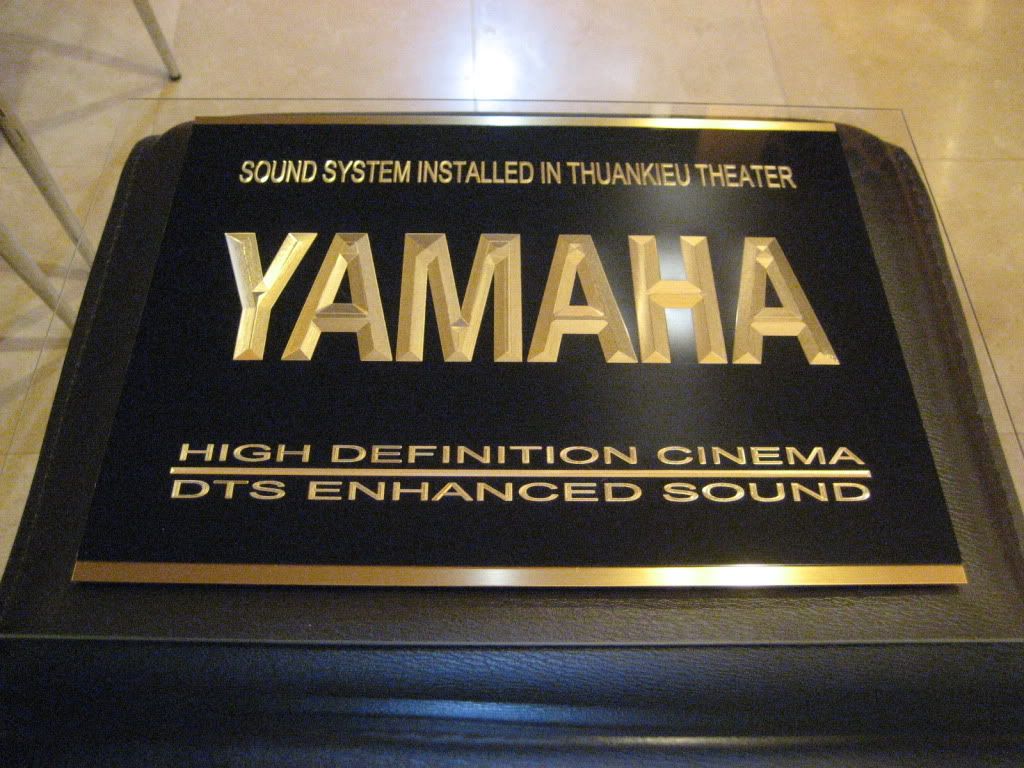 SOUND SYSTEM INSTALLED IN THUANKIEU THEATER
YAMAHA
HIGH DEFINITION CINEMA
DTS ENHANCED SOUND